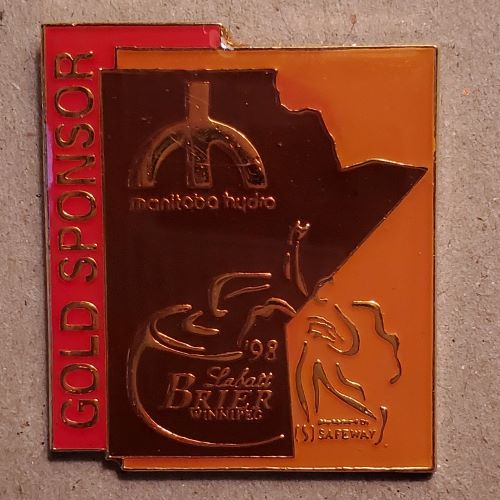 GOLD SPONSOR
manitoba hydro
'98
Labatt
BRIER
WINNIPEG
SAFEWAY